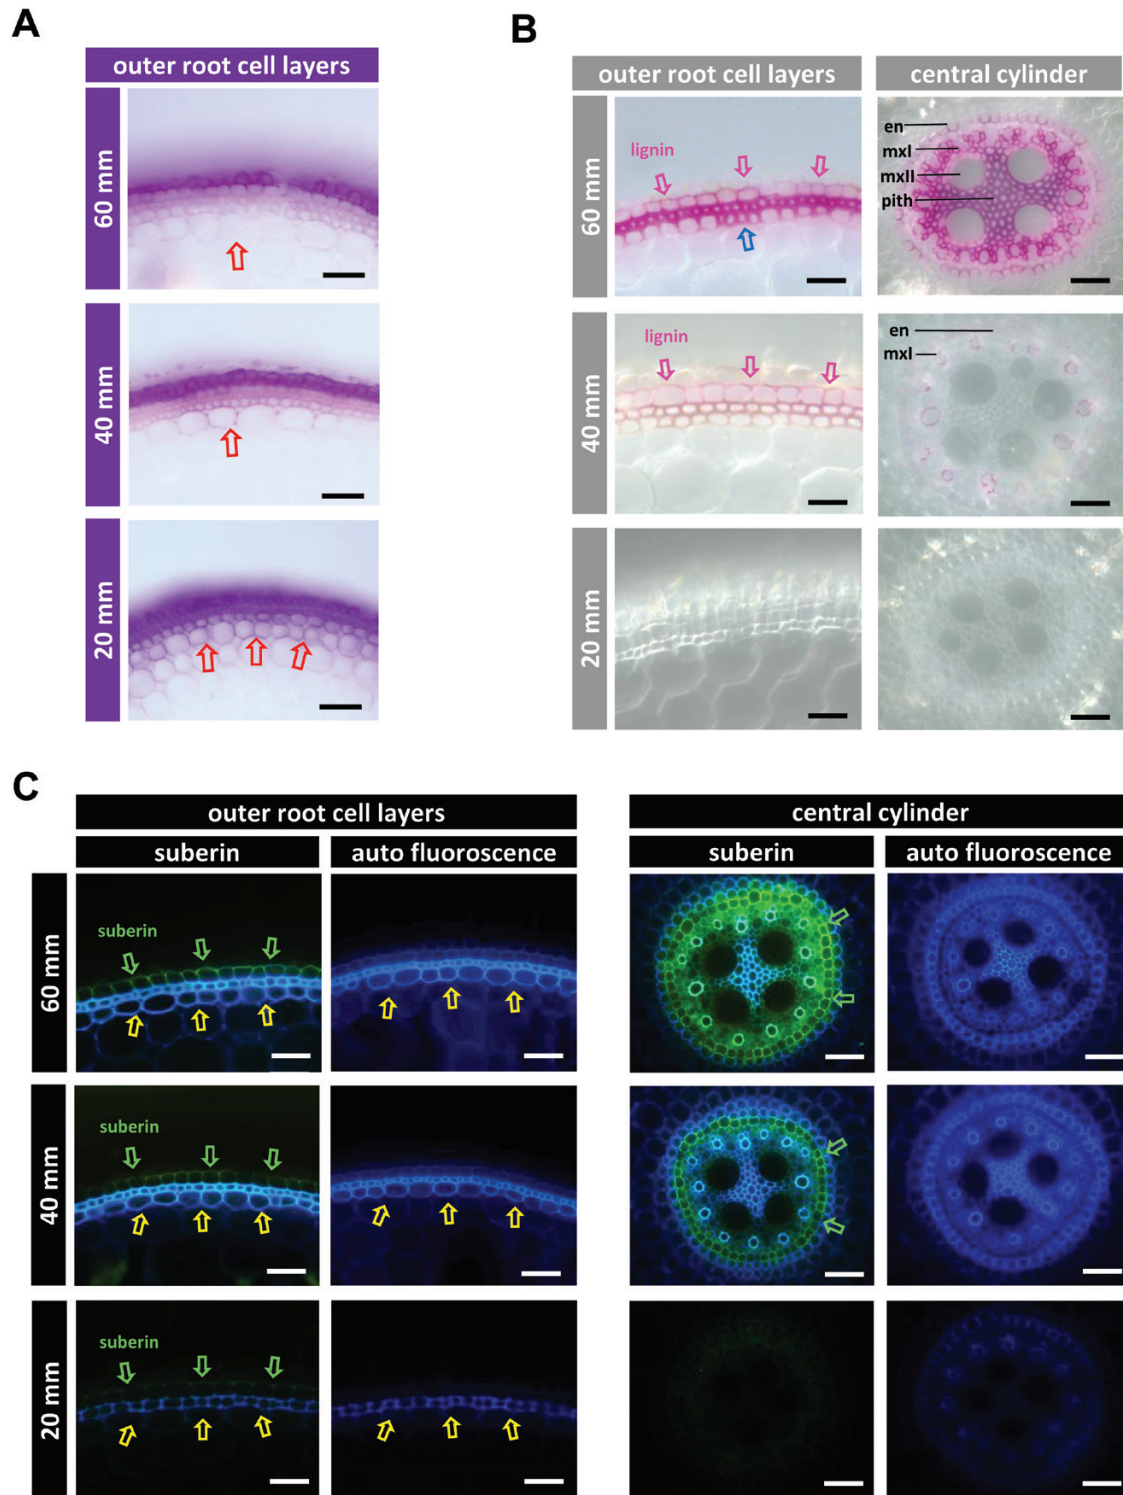 A
outer root cell layers
60 mm
40 mm
20 mm
B
outer root cell layers
central cylinder
60 mm
lignin
en
mxI
mxII
pith
40 mm
lignin
en
mxI
20 mm
C
outer root cell layers
central cylinder
suberin
auto fluoroscence
suberin
auto fluoroscence
60 mm
suberin
40 mm
suberin
20 mm
suberin